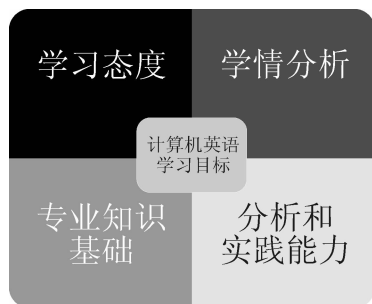 学习态度
学情分析
计算机英语
学习目标
专业知识
基础
分析和
实践能力